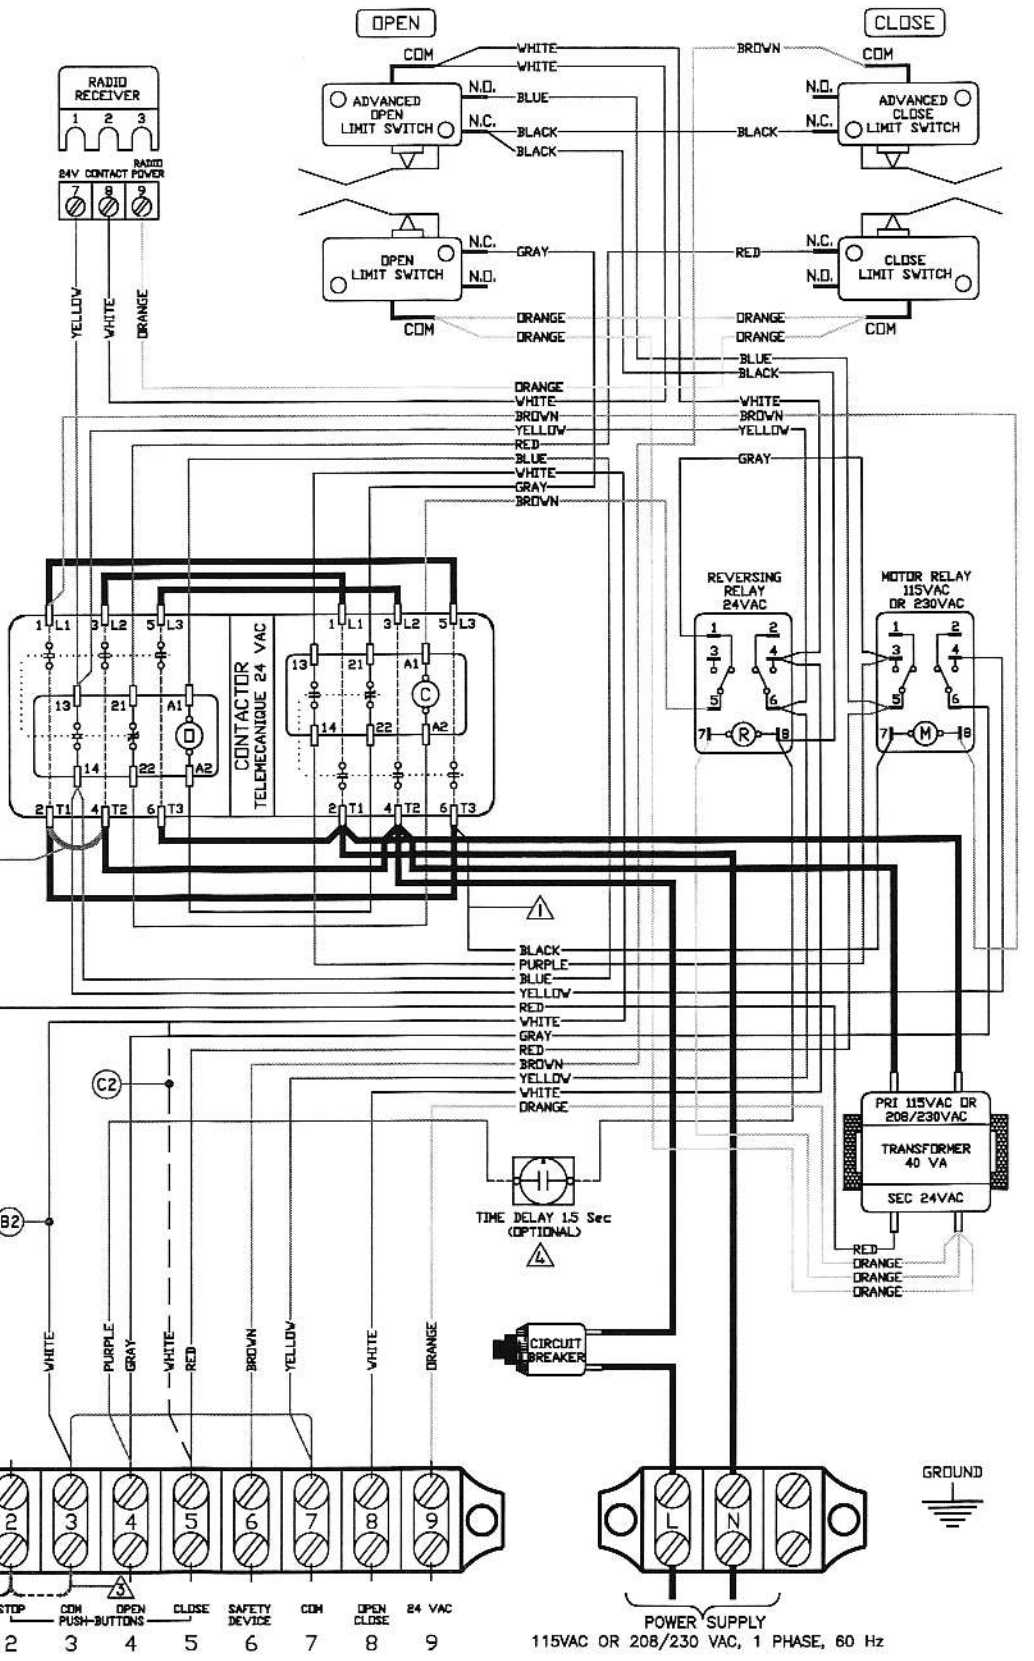 OPEN
CLOSE
COM
WHITE
WHITE
BROWN
COM
RADIO
RECEIVER
1 2 3
N.O.
BLUE
ADVANCED
OPEN
LIMIT SWITCH
N.C.
BLACK
BLACK
BLACK
N.O.
ADVANCED
CLOSE
LIMIT SWITCH
N.C.
24V CONTACT RADIO POWER
7 8 9
N.C.
GRAY
OPEN
LIMIT SWITCH
N.O.
COM
RED
N.C.
CLOSE
LIMIT SWITCH
N.O.
COM
YELLOW
WHITE
ORANGE
ORANGE
ORANGE
ORANGE
ORANGE
BLUE
BLACK
ORANGE
WHITE
BROWN
YELLOW
RED
BLUE
WHITE
GRAY
BROWN
WHITE
BROWN
YELLOW
GRAY
REVERSING
RELAY
24VAC
1 2
3 4
5 6
7 R 8
MOTOR RELAY
115VAC
OR 230VAC
1 2
3 4
5 6
7 M 8
1 L1 3 L2 5 L3
13 21 A1
O
14 22 A2
2 T1 4 T2 6 T3
CONTACTOR
TELEMECANIQUE 24 VAC
1 L1 3 L2 5 L3
13 21 A1
C
14 22 A2
2 T1 4 T2 6 T3
1
BLACK
PURPLE
BLUE
YELLOW
RED
WHITE
GRAY
RED
BROWN
YELLOW
WHITE
ORANGE
C2
B2
PRI 115VAC OR
208/230VAC
TRANSFORMER
40 VA
SEC 24VAC
TIME DELAY 1.5 Sec
(OPTIONAL)
4
RED
ORANGE
ORANGE
ORANGE
CIRCUIT
BREAKER
WHITE
PURPLE
GRAY
WHITE
RED
BROWN
YELLOW
WHITE
ORANGE
2 3 4 5 6 7 8 9
L N
GROUND
3
STOP COM OPEN CLOSE SAFETY DEVICE COM OPEN CLOSE 24 VAC
PUSH-BUTTONS
2 3 4 5 6 7 8 9
POWER SUPPLY
115VAC OR 208/230 VAC, 1 PHASE, 60 Hz